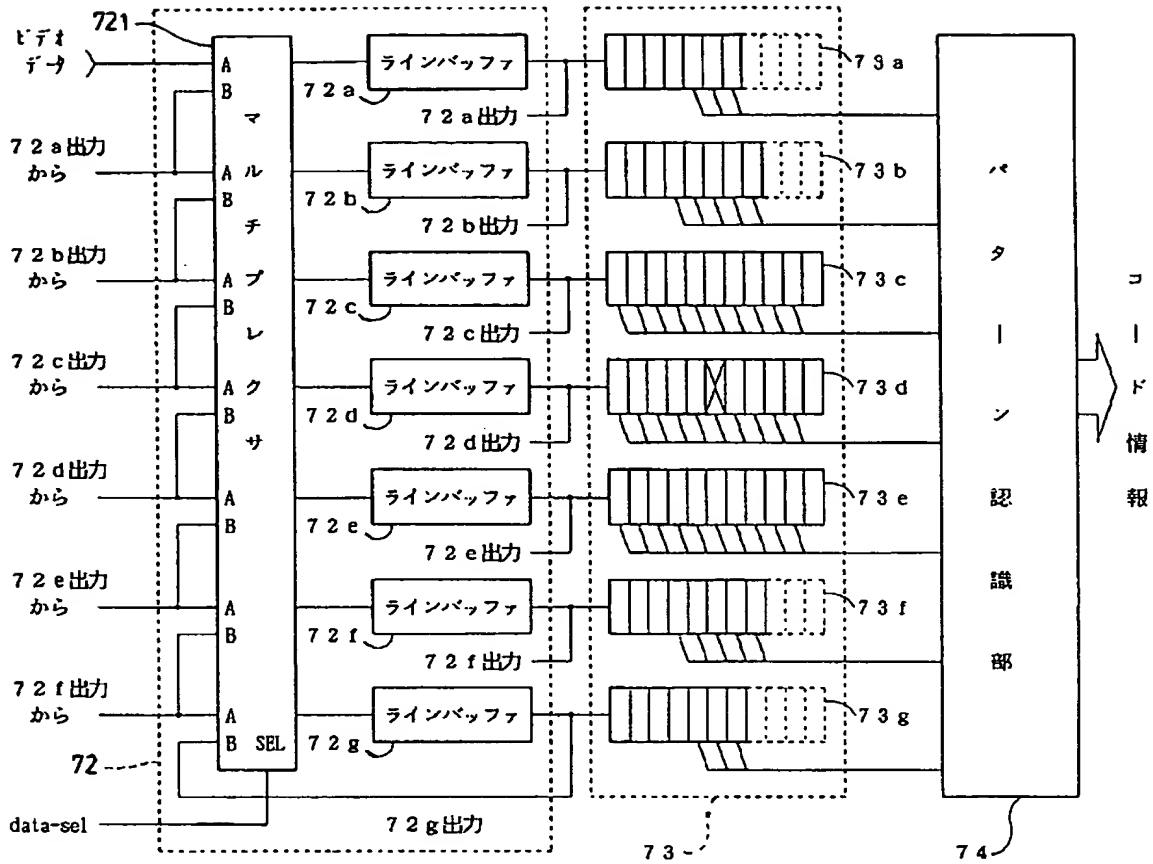 721
ビデオ
データ
A
B
マルチプレクサ
ラインバッファ
72a
72a出力
73a
72a出力
から
A
B
ラインバッファ
72b
72b出力
73b
72b出力
から
A
B
ラインバッファ
72c
72c出力
73c
72c出力
から
A
B
ラインバッファ
72d
72d出力
73d
72d出力
から
A
B
ラインバッファ
72e
72e出力
73e
72e出力
から
A
B
ラインバッファ
72f
72f出力
73f
72f出力
から
A
B SEL
ラインバッファ
72g
72g出力
73g
72
data-sel
73
パターン認識部
74
コード情報